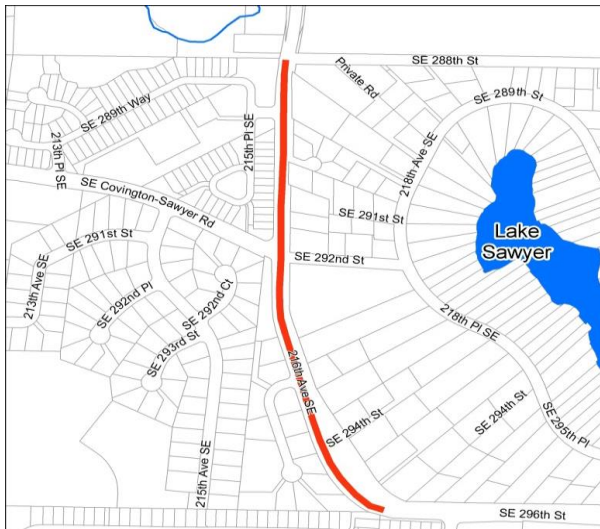 SE 288th St
Private Rd
SE 289th St
SE 289th Way
218th Ave SE
215th Pl SE
213th Pl SE
SE Covington-Sawyer Rd
SE 291st St
Lake
Sawyer
SE 291st St
SE 292nd St
213th Ave SE
SE 292nd Pl
SE 292nd Ct
218th Pl SE
SE 293rd St
216th Ave SE
SE 294th St
SE 294th St
SE 295th Pl
215th Ave SE
SE 296th St